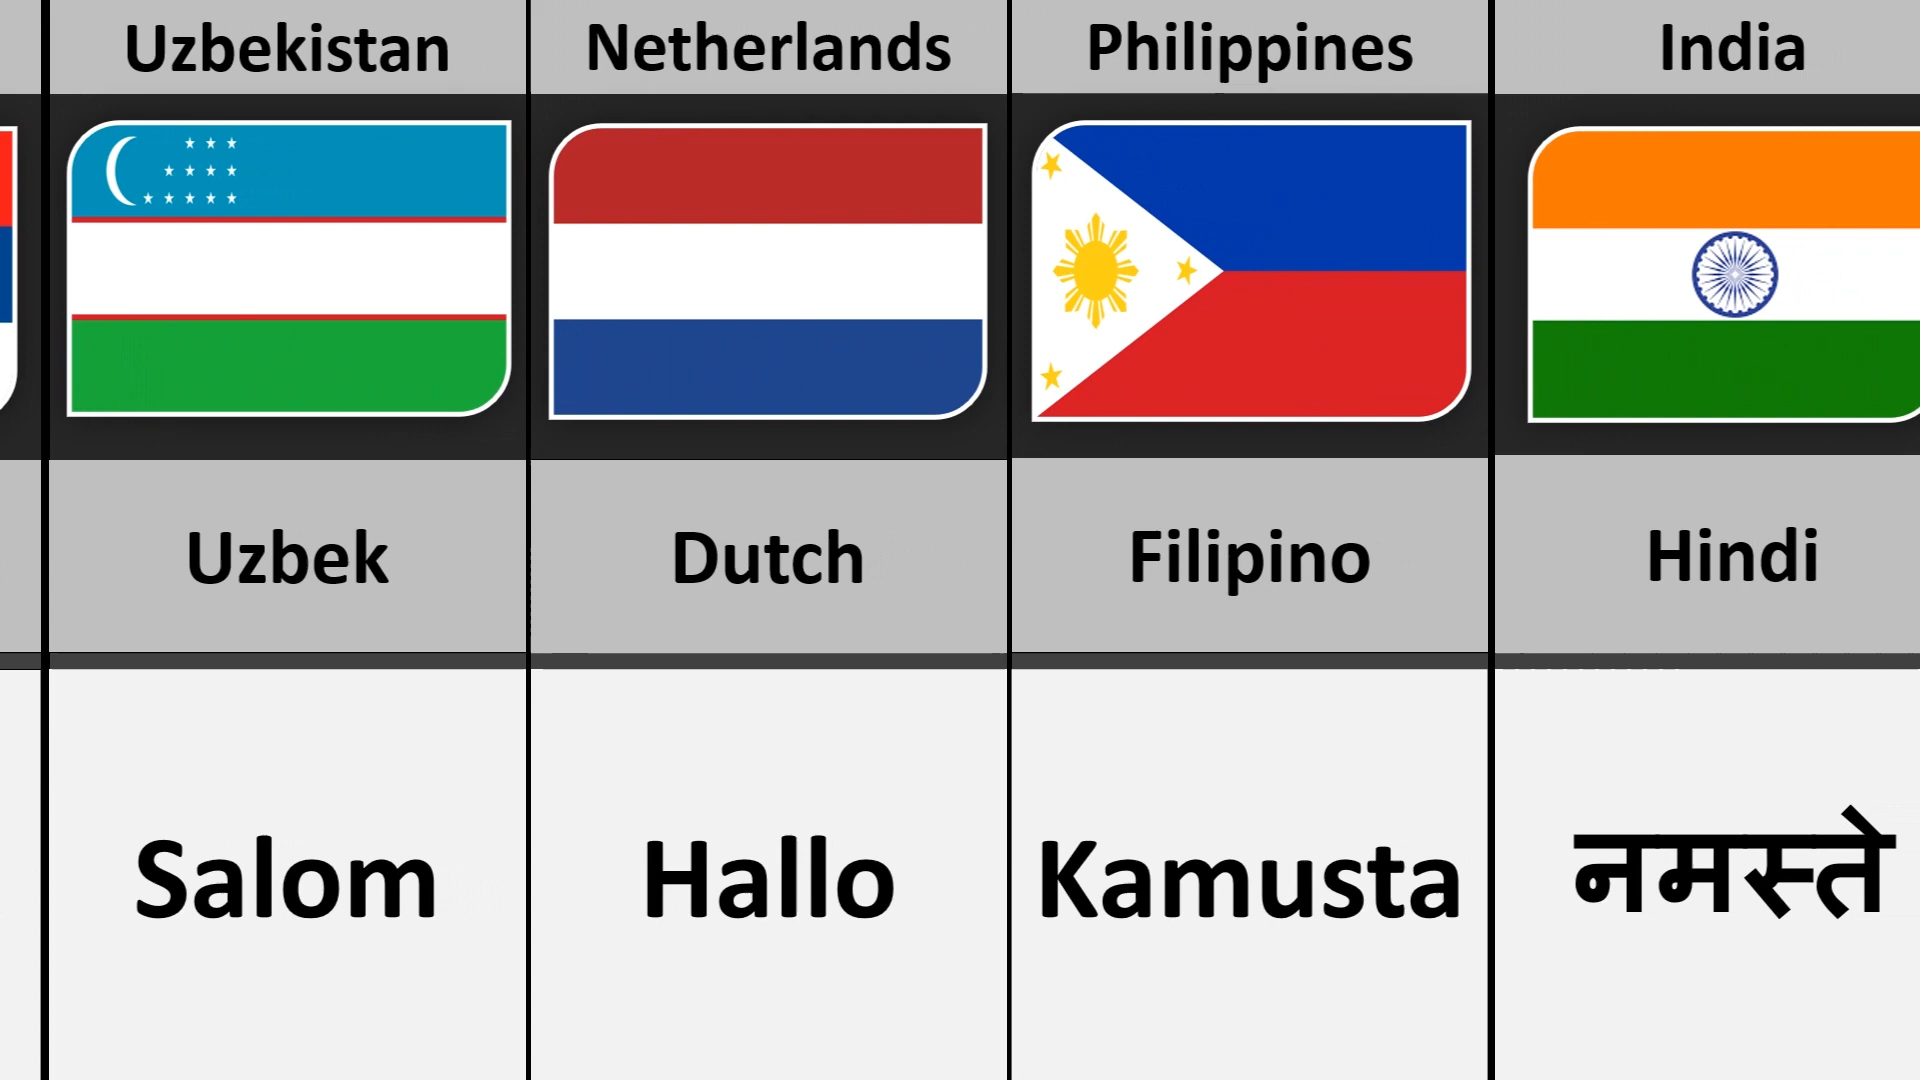 Uzbekistan
Netherlands
Philippines
India
Uzbek
Dutch
Filipino
Hindi
Salom
Hallo
Kamusta
नमस्ते